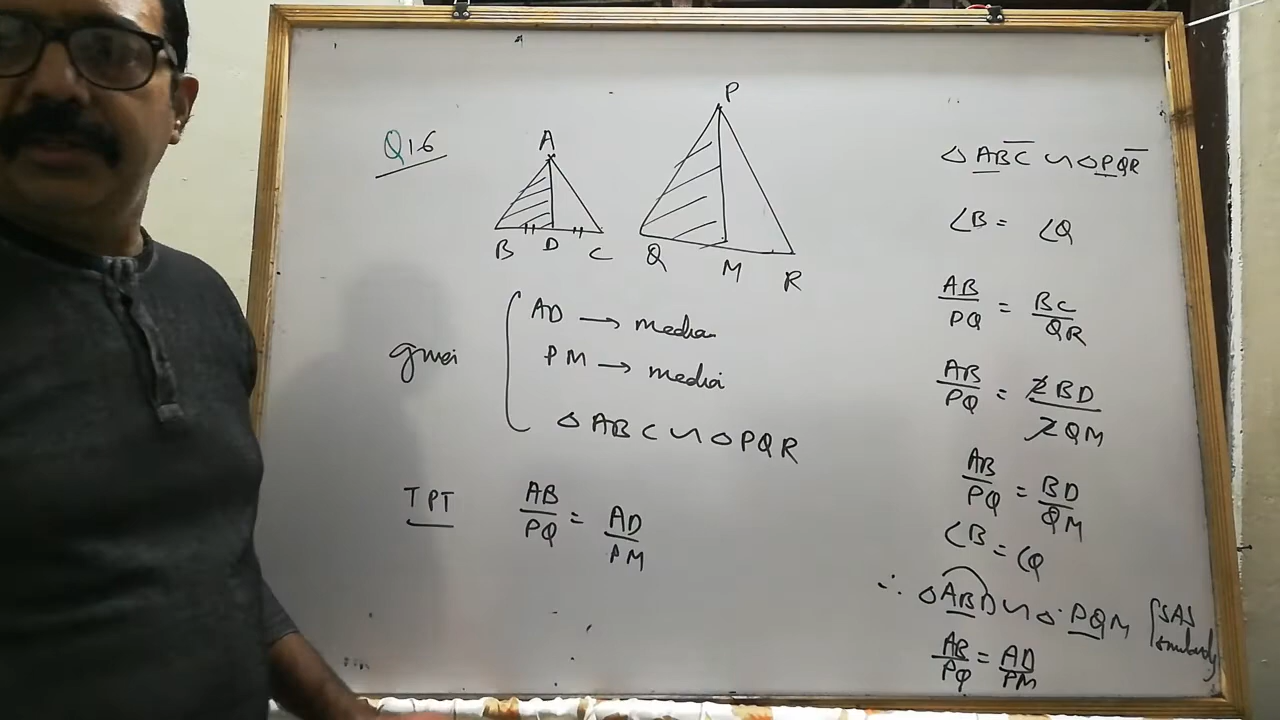 Q16
A
B D C
P
Q M R
given
AD → median
PM → median
△ABC ~ △PQR
TPT
AB/PQ = AD/PM
△ABC ~ △PQR
∠B = ∠Q
AB/PQ = BC/QR
AB/PQ = 2BD/2QM
AB/PQ = BD/QM
∠B = ∠Q
∴ △ABD ~ △PQM [SAS
similarity
AB/PQ = AD/PM